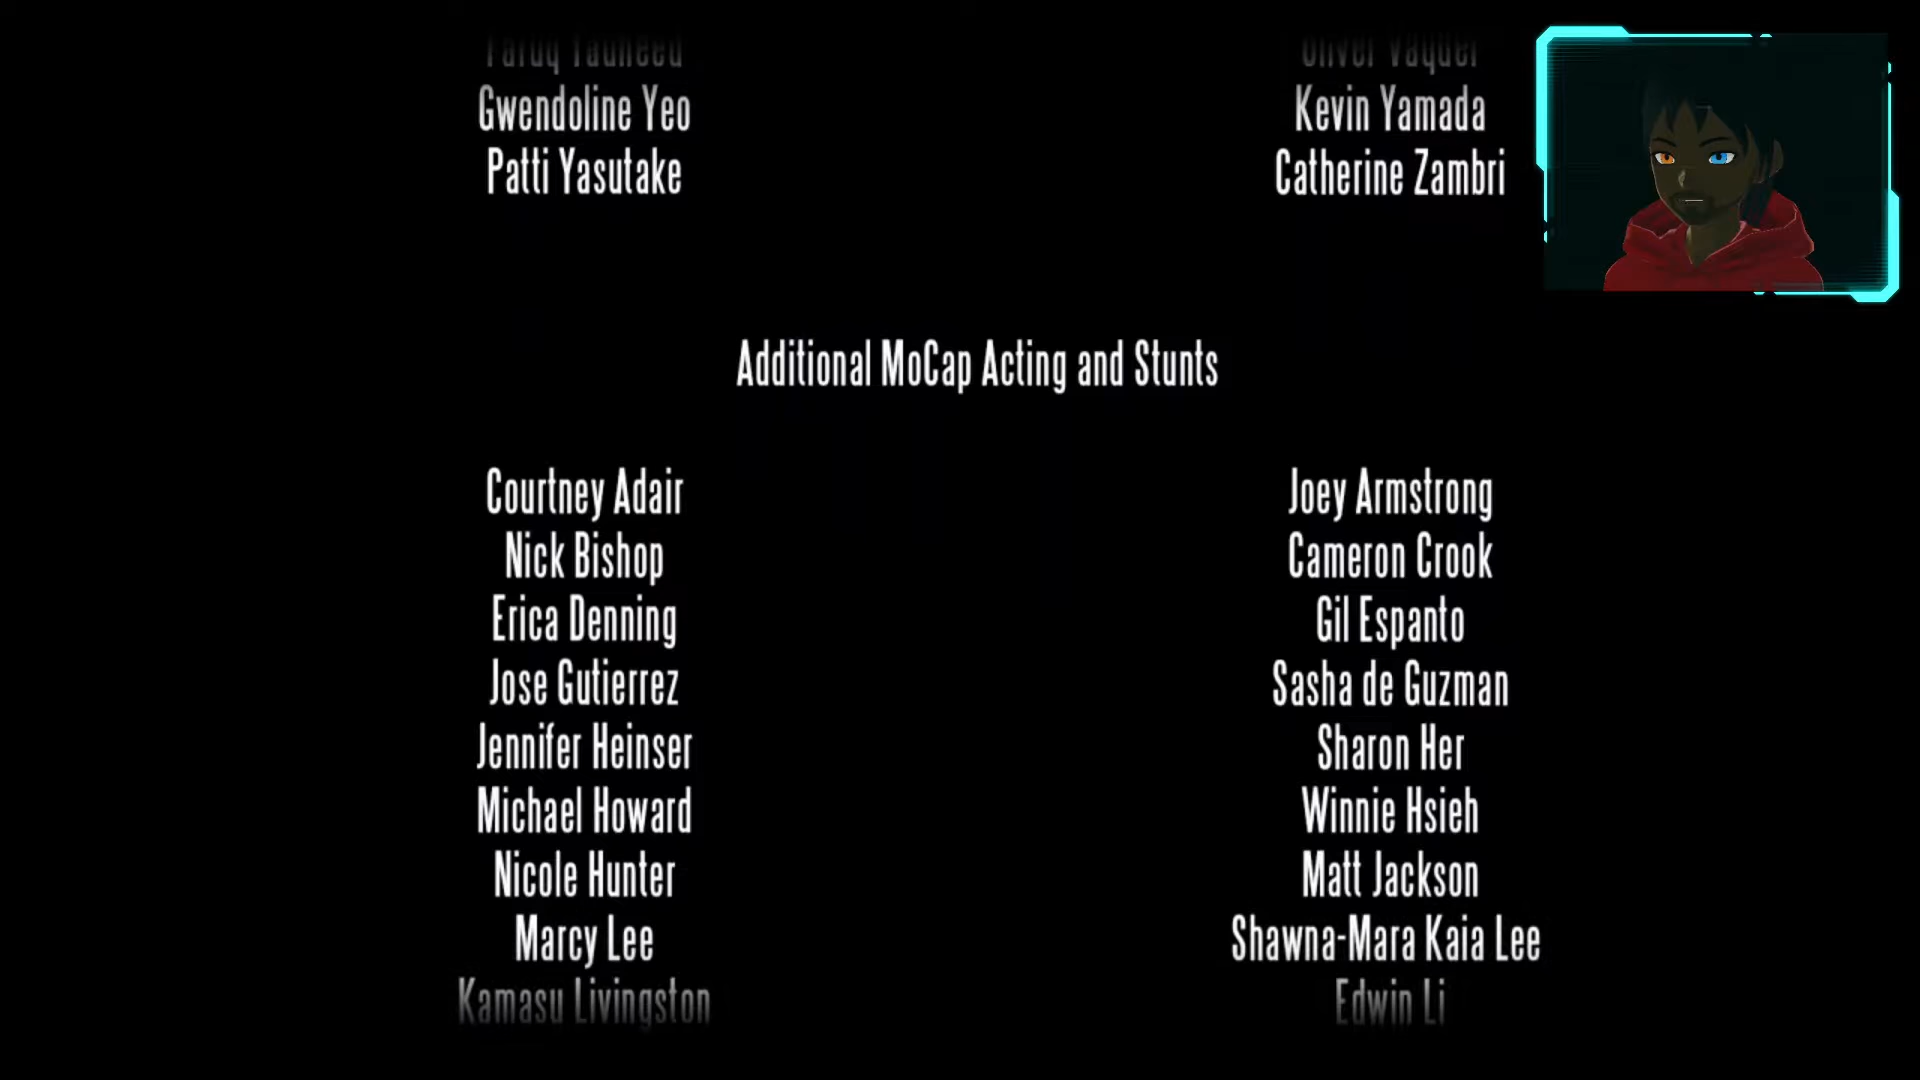 Gwendoline Yeo Kevin Yamada
Patti Yasutake Catherine Zambri
Additional MoCap Acting and Stunts
Courtney Adair Joey Armstrong
Nick Bishop Cameron Crook
Erica Denning Gil Espanto
Jose Gutierrez Sasha de Guzman
Jennifer Heinser Sharon Her
Michael Howard Winnie Hsieh
Nicole Hunter Matt Jackson
Marcy Lee Shawna-Mara Kaia Lee
Kamasu Livingston Edwin Li